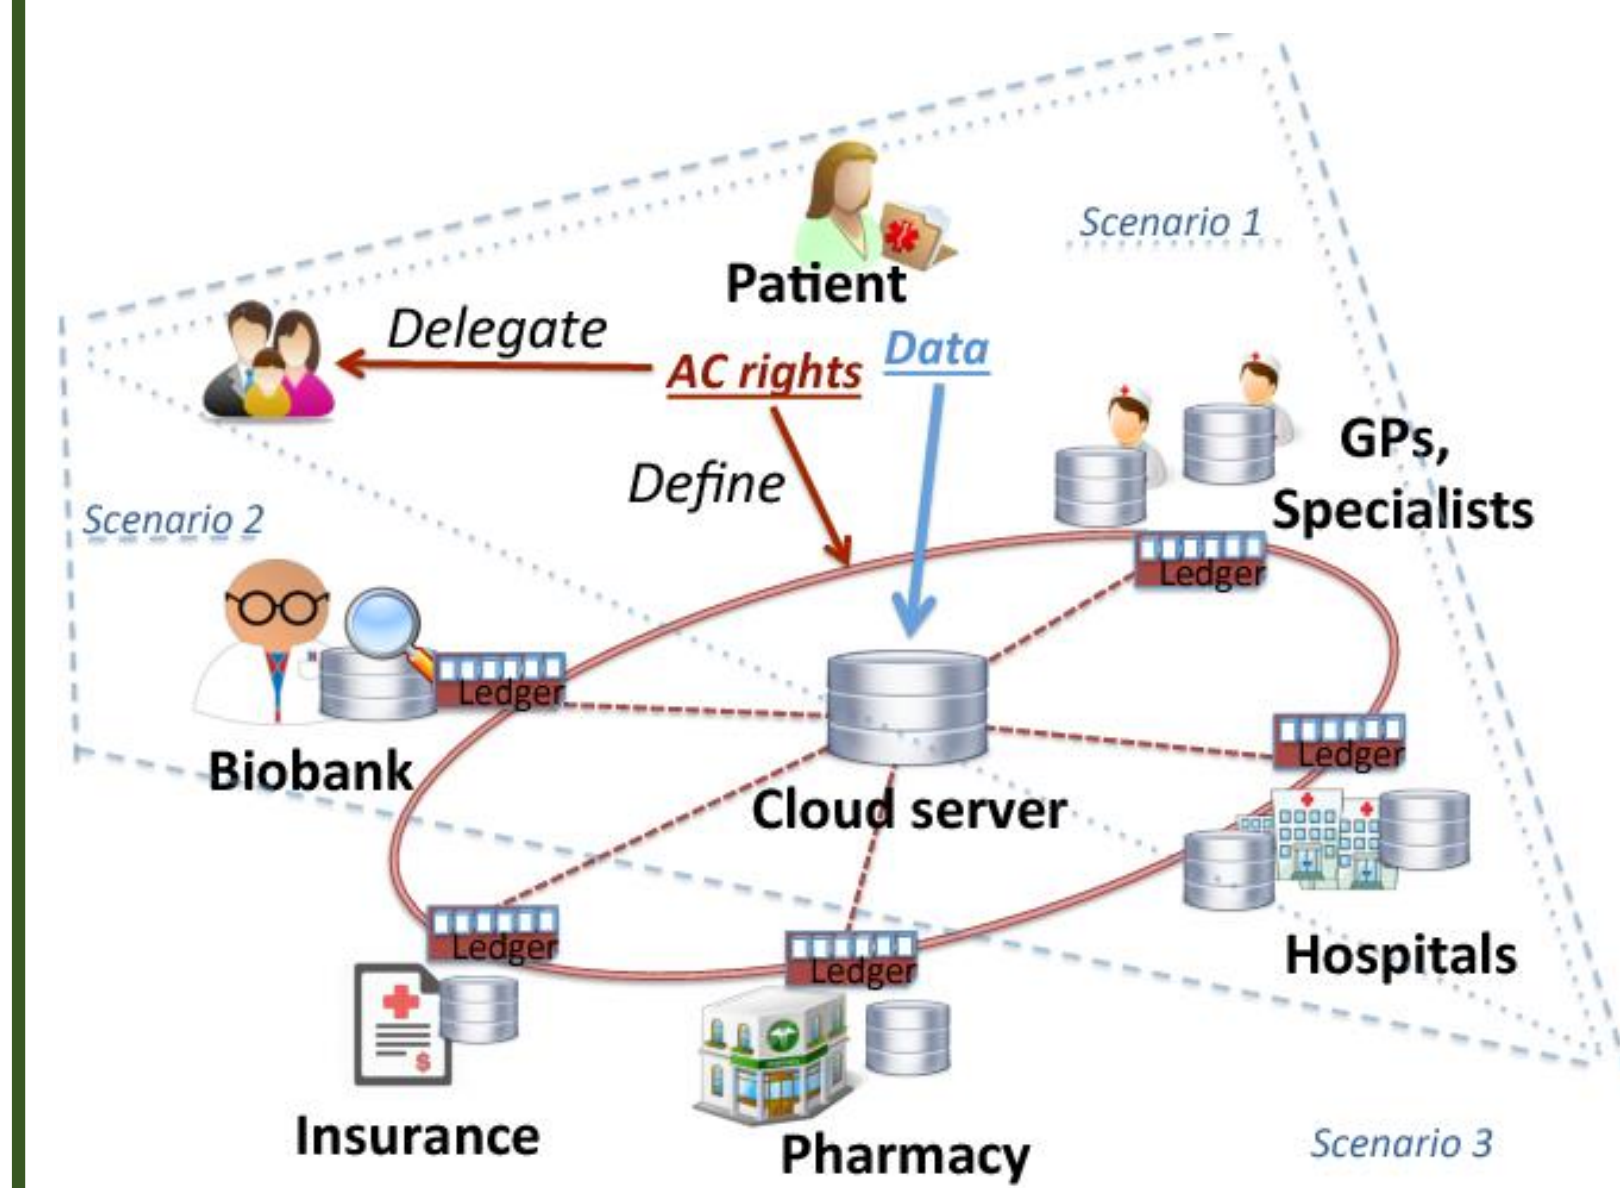 Scenario 1
Patient
Delegate
AC rights
Data
GPs,
Specialists
Define
Scenario 2
Ledger
Ledger
Ledger
Biobank
Cloud server
Ledger
Ledger
Hospitals
Insurance
Pharmacy
Scenario 3